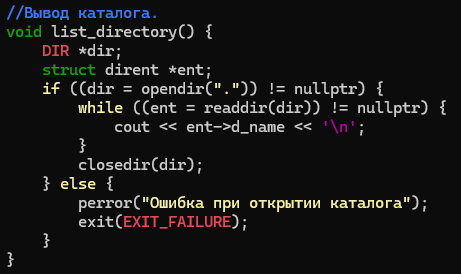 //Вывод каталога.
void list_directory() {
    DIR *dir;
    struct dirent *ent;
    if ((dir = opendir(".")) != nullptr) {
        while ((ent = readdir(dir)) != nullptr) {
            cout << ent->d_name << '\n';
        }
        closedir(dir);
    } else {
        perror("Ошибка при открытии каталога");
        exit(EXIT_FAILURE);
    }
}